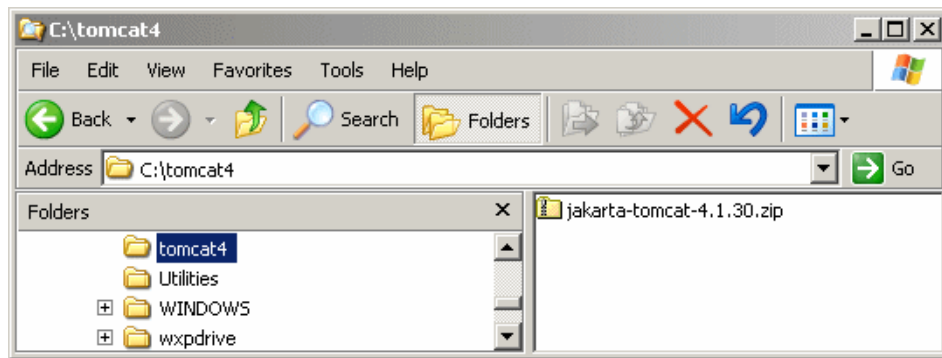 C:\tomcat4
File Edit View Favorites Tools Help
Back Search Folders
Address C:\tomcat4 Go
Folders
jakarta-tomcat-4.1.30.zip
tomcat4
Utilities
WINDOWS
wxpdrive